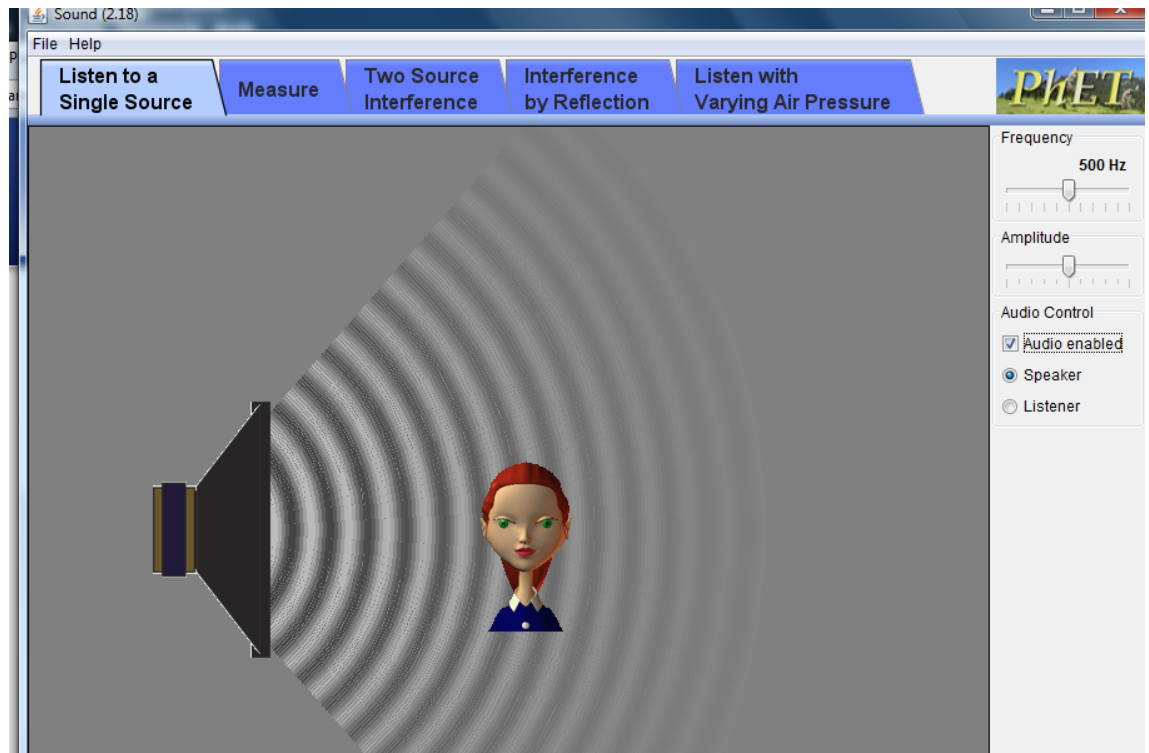 Sound (2.18)
File Help
Listen to a
Single Source
Measure
Two Source
Interference
Interference
by Reflection
Listen with
Varying Air Pressure
PhET
Frequency
500 Hz
Amplitude
Audio Control
Audio enabled
Speaker
Listener